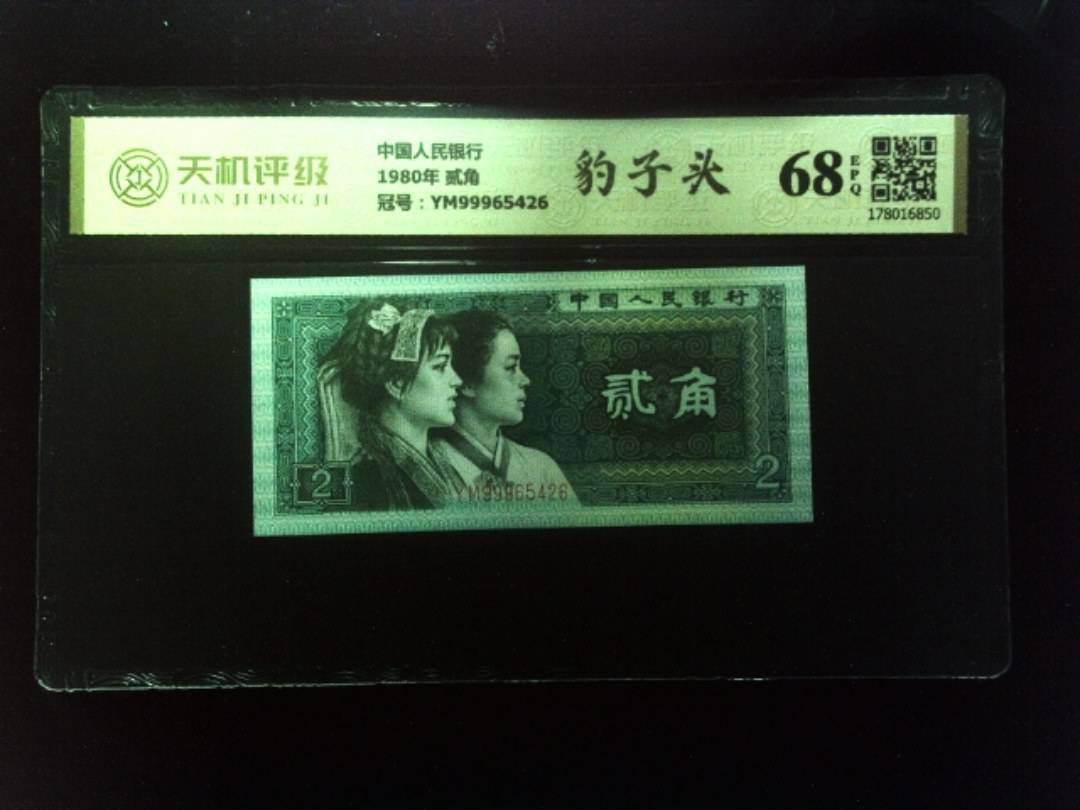 天机评级
TIAN JI PING JI
中国人民银行
1980年 贰角
冠号：YM99965426
豹子头
68
EPQ
178016850
中国人民银行
贰角
2
2
YM99965426